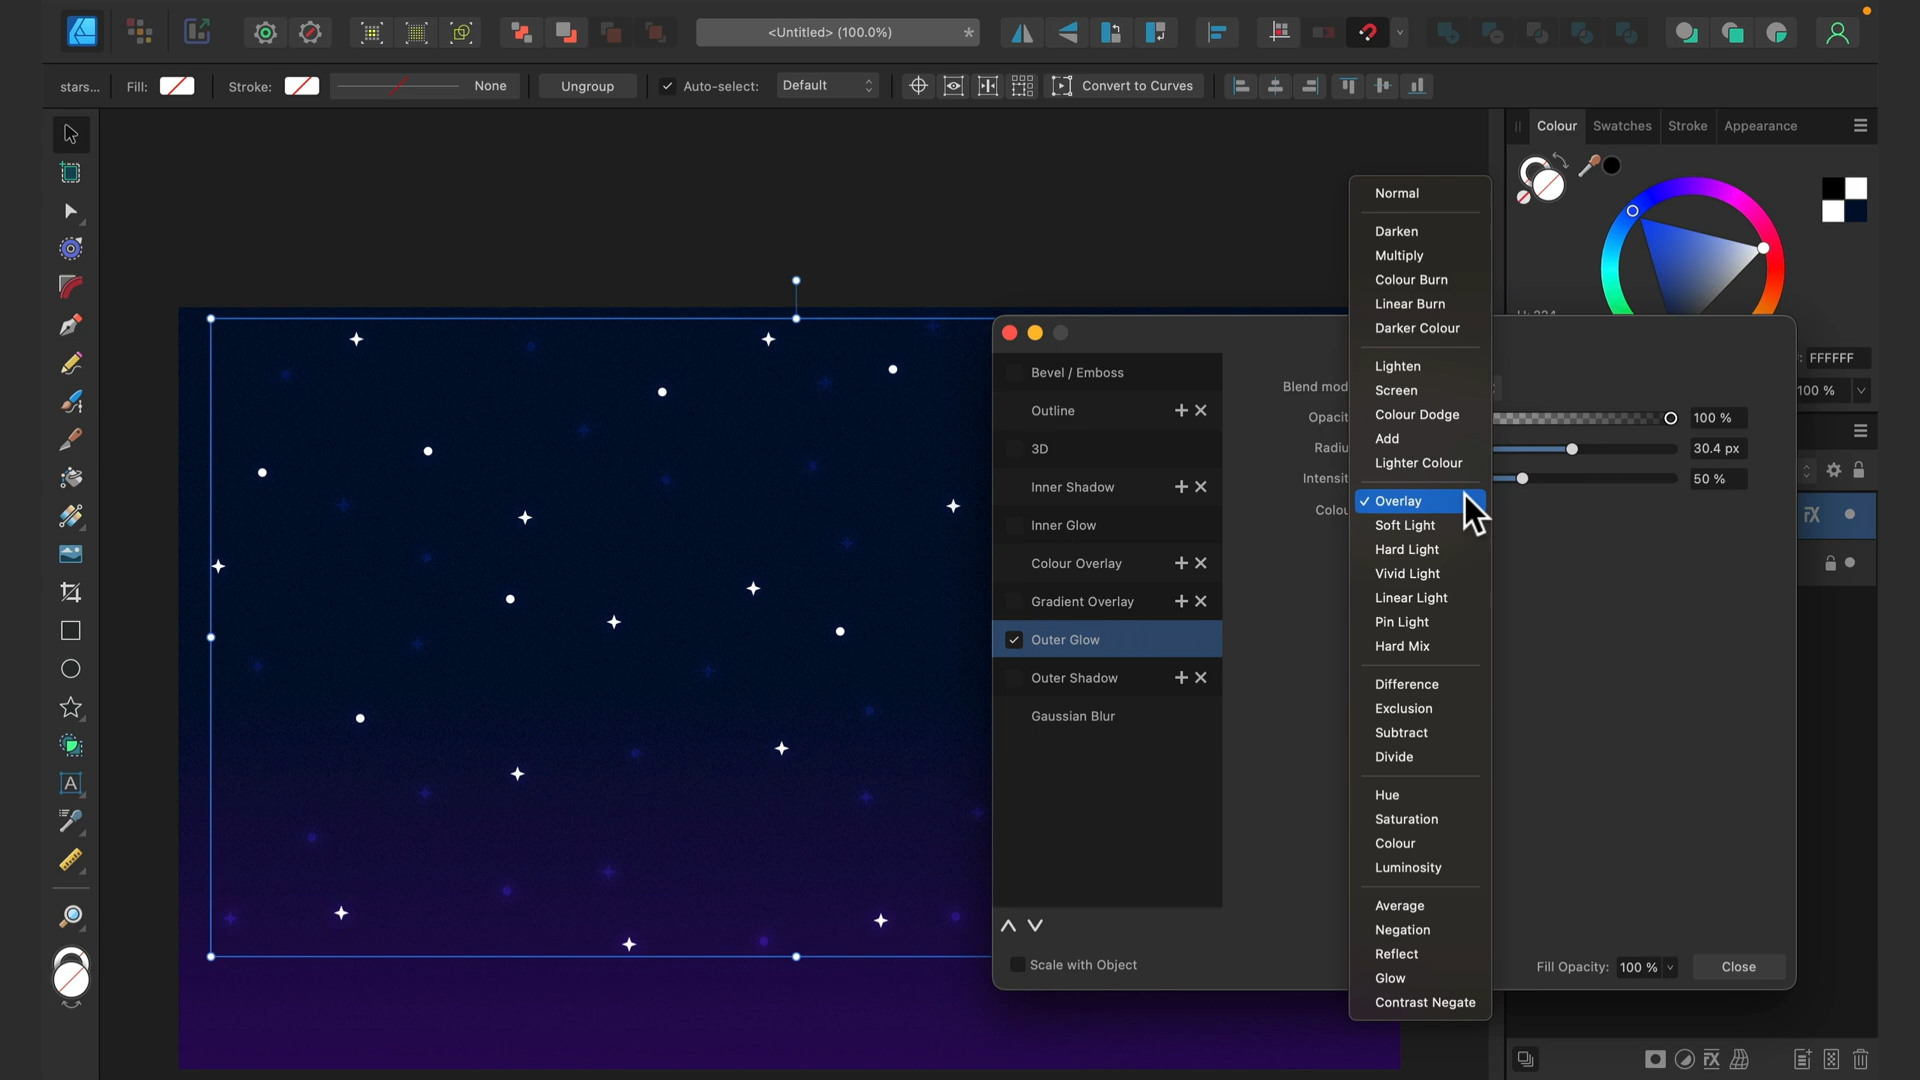 <Untitled> (100.0%) *
stars... Fill: Stroke: None Ungroup Auto-select: Default Convert to Curves
Colour Swatches Stroke Appearance
FFFFFF
100 %
Bevel / Emboss
Outline
3D
Inner Shadow
Inner Glow
Colour Overlay
Gradient Overlay
Outer Glow
Outer Shadow
Gaussian Blur
Scale with Object
Blend mod
Opacit 100 %
Radiu 30.4 px
Intensit 50 %
Colou
Normal
Darken
Multiply
Colour Burn
Linear Burn
Darker Colour
Lighten
Screen
Colour Dodge
Add
Lighter Colour
Overlay
Soft Light
Hard Light
Vivid Light
Linear Light
Pin Light
Hard Mix
Difference
Exclusion
Subtract
Divide
Hue
Saturation
Colour
Luminosity
Average
Negation
Reflect
Glow
Contrast Negate
Fill Opacity: 100 % Close
FX